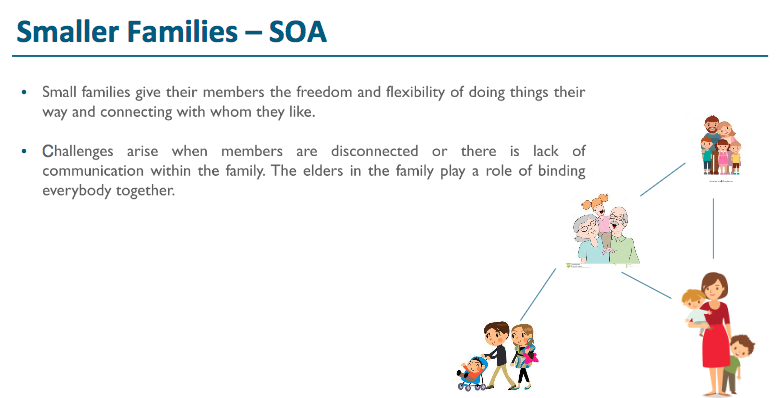 Smaller Families – SOA
• Small families give their members the freedom and flexibility of doing things their
way and connecting with whom they like.
• Challenges arise when members are disconnected or there is lack of
communication within the family. The elders in the family play a role of binding
everybody together.